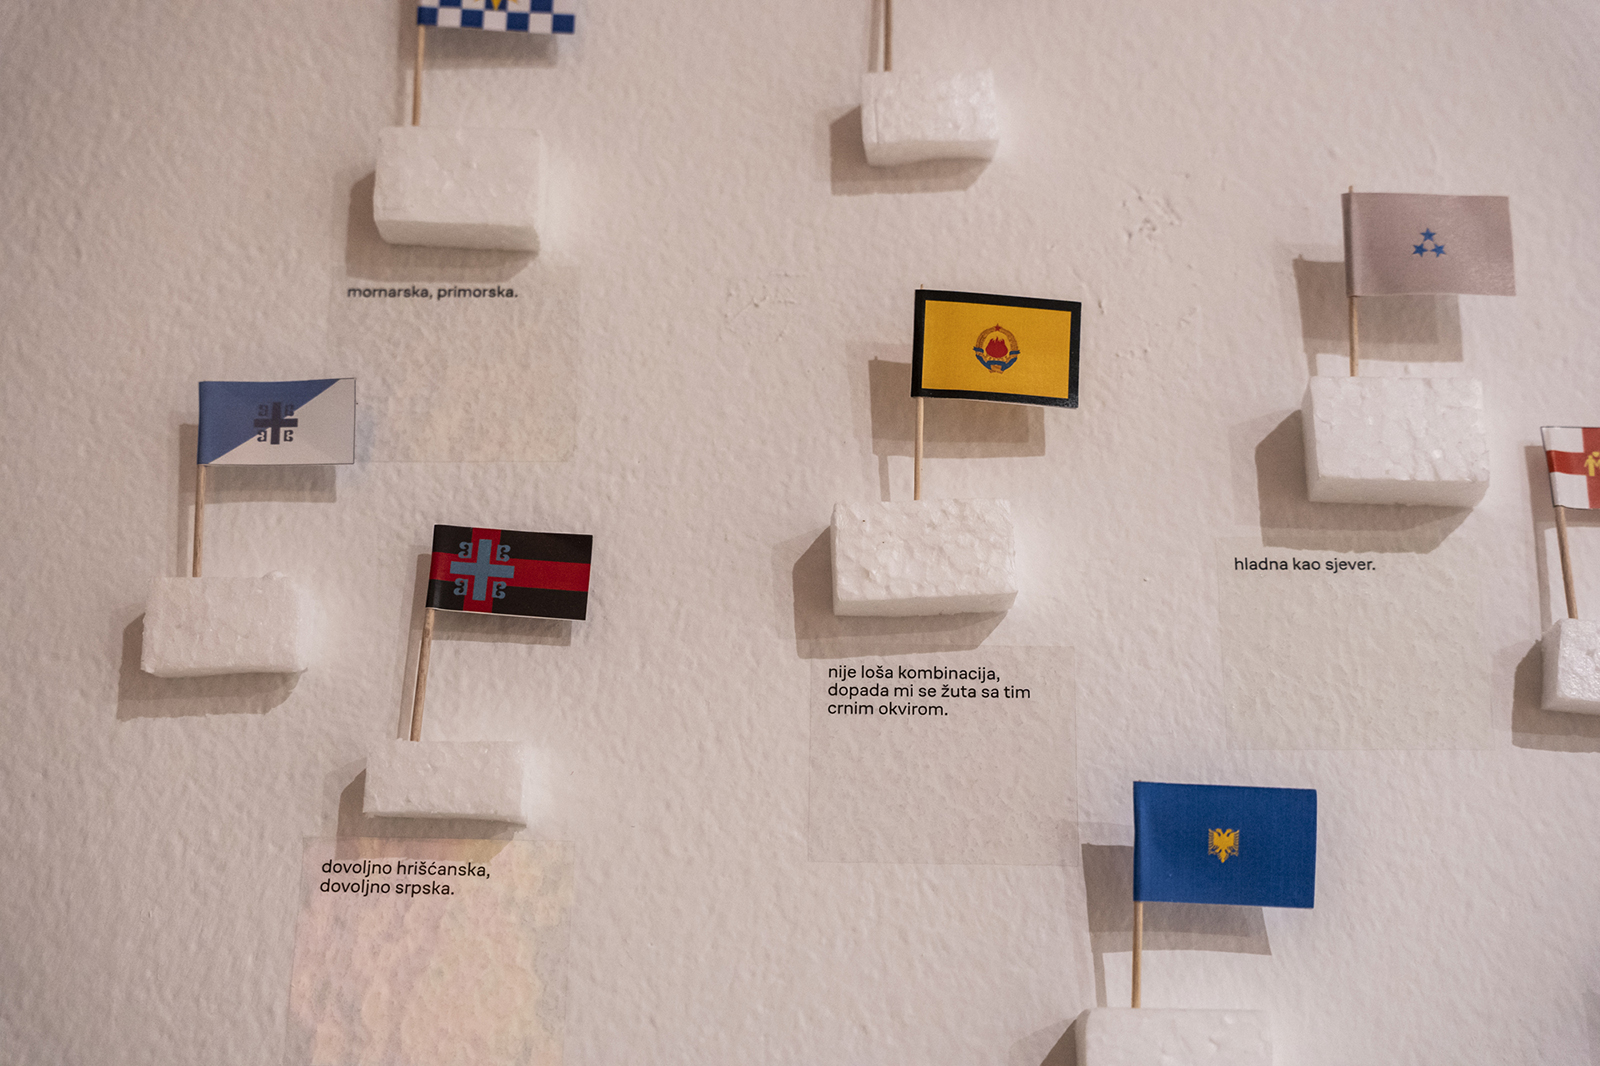 mornarska, primorska.
hladna kao sjever.
nije loša kombinacija,
dopada mi se žuta sa tim
crnim okvirom.
dovoljno hrišćanska,
dovoljno srpska.